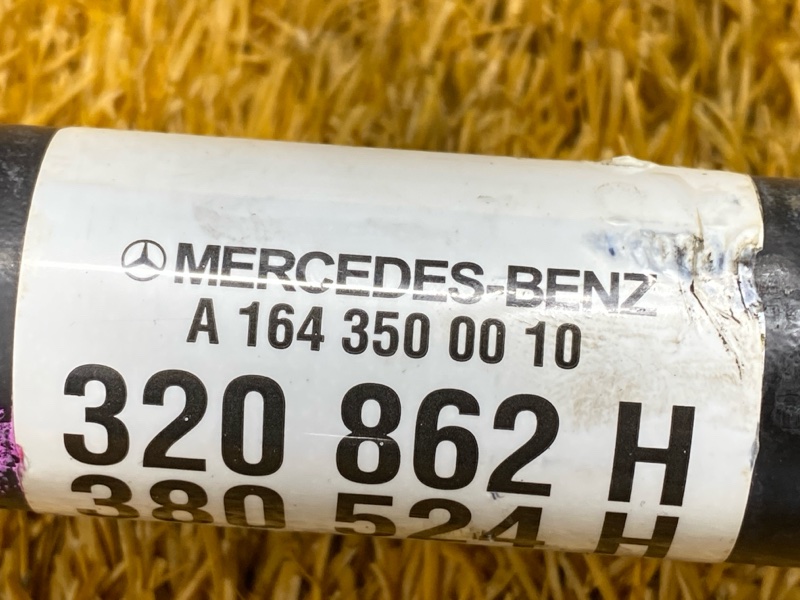 MERCEDES-BENZ
A 164 350 00 10
320 862 H
380 524 H